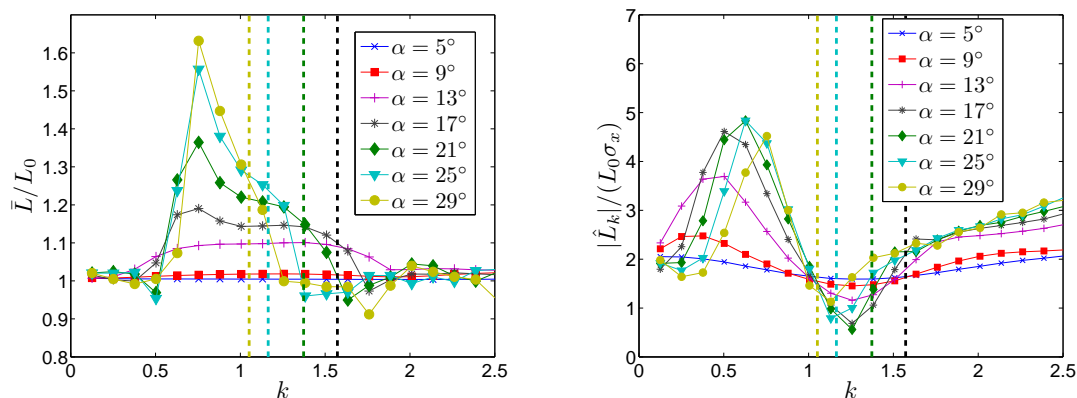 L̄/L₀
1.6
1.5
1.4
1.3
1.2
1.1
1
0.9
0.8
0
0.5
1
1.5
2
2.5
k
α = 5°
α = 9°
α = 13°
α = 17°
α = 21°
α = 25°
α = 29°
|L̂ₖ|/(L₀σₓ)
7
6
5
4
3
2
1
0
0
0.5
1
1.5
2
2.5
k
α = 5°
α = 9°
α = 13°
α = 17°
α = 21°
α = 25°
α = 29°